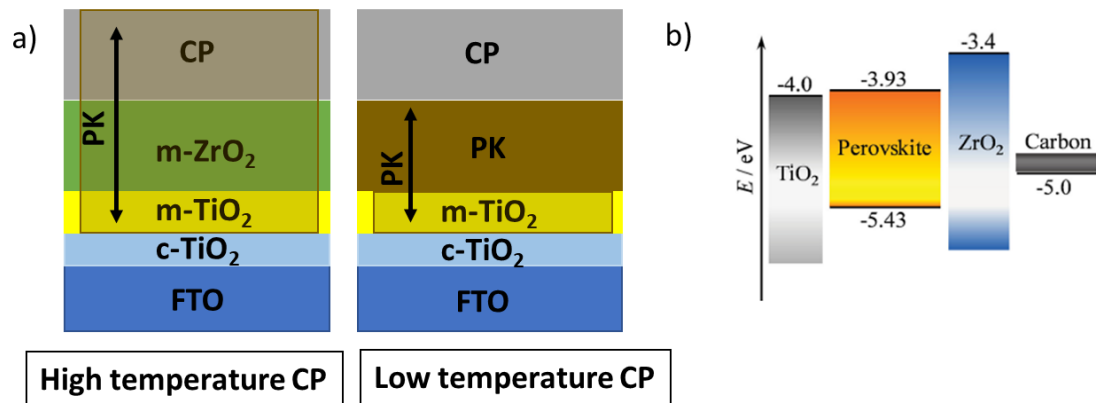 a)
CP
PK
m-ZrO₂
m-TiO₂
c-TiO₂
FTO
High temperature CP
CP
PK
PK
m-TiO₂
c-TiO₂
FTO
Low temperature CP
b)
E / eV
-4.0
TiO₂
-3.93
Perovskite
-5.43
-3.4
ZrO₂
Carbon
-5.0